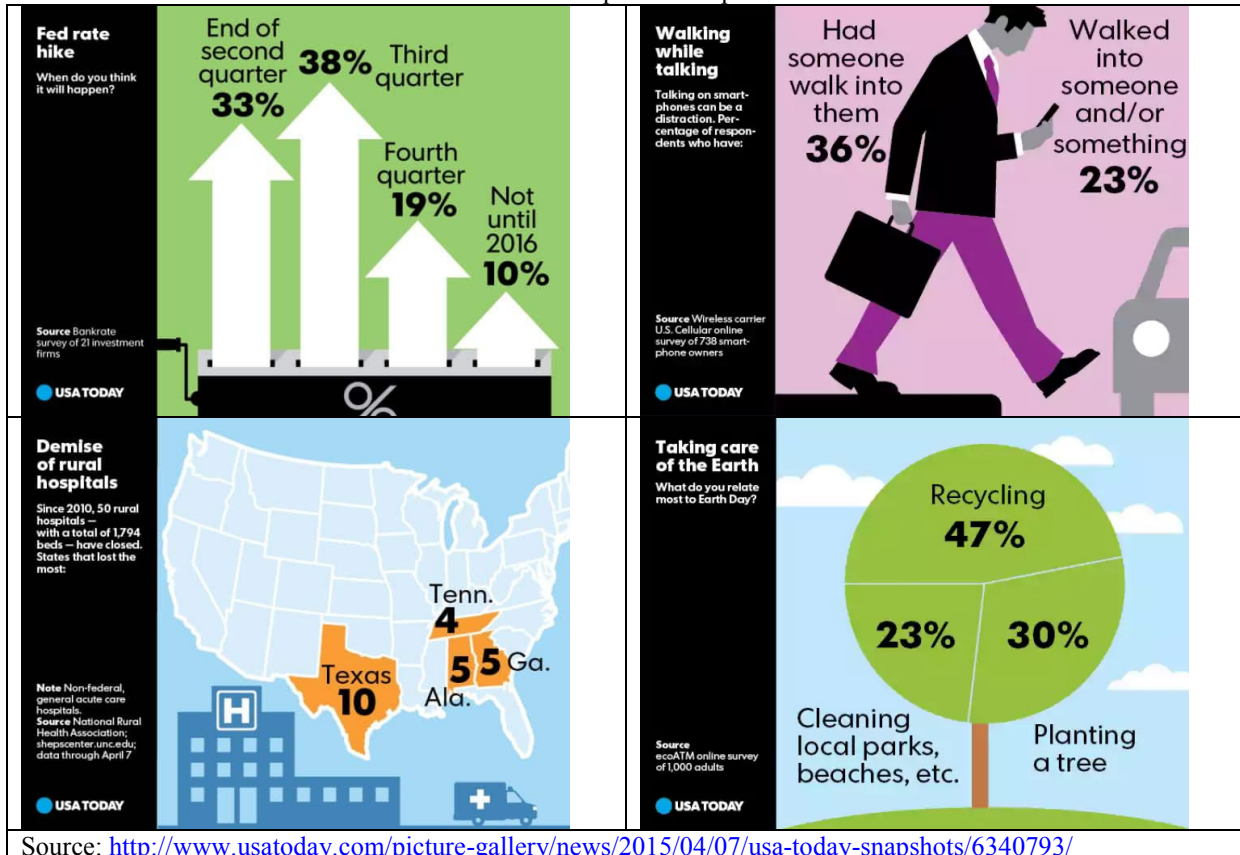 Fed rate
hike
When do you think
it will happen?
End of
second
quarter
33%
38% Third
quarter
Fourth
quarter
19%
Not
until
2016
10%
Source Bankrate
survey of 21 investment
firms
USA TODAY
%
Walking
while
talking
Talking on smart-
phones can be a
distraction. Per-
centage of respon-
dents who have:
Had
someone
walk into
them
36%
Walked
into
someone
and/or
something
23%
Source Wireless carrier
U.S. Cellular online
survey of 738 smart-
phone owners
USA TODAY
Demise
of rural
hospitals
Since 2010, 50 rural
hospitals —
with a total of 1,794
beds — have closed.
States that lost the
most:
Tenn.
4
Texas
10
5
Ala.
5 Ga.
H
Note Non-federal,
general acute care
hospitals.
Source National Rural
Health Association;
shepscenter.unc.edu;
data through April 7
USA TODAY
Taking care
of the Earth
What do you relate
most to Earth Day?
Recycling
47%
23%
30%
Cleaning
local parks,
beaches, etc.
Planting
a tree
Source
ecoATM online survey
of 1,000 adults
USA TODAY
Source: http://www.usatoday.com/picture-gallery/news/2015/04/07/usa-today-snapshots/6340793/